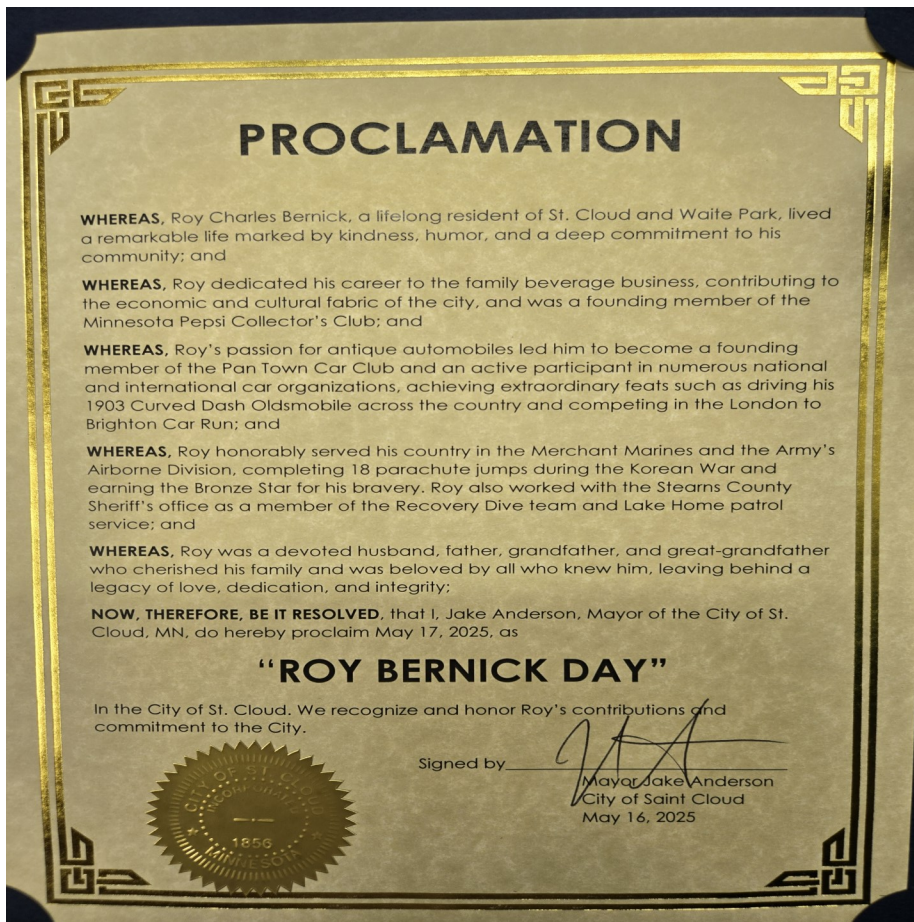 PROCLAMATION
WHEREAS, Roy Charles Bernick, a lifelong resident of St. Cloud and Waite Park, lived
a remarkable life marked by kindness, humor, and a deep commitment to his
community; and
WHEREAS, Roy dedicated his career to the family beverage business, contributing to
the economic and cultural fabric of the city, and was a founding member of the
Minnesota Pepsi Collector's Club; and
WHEREAS, Roy's passion for antique automobiles led him to become a founding
member of the Pan Town Car Club and an active participant in numerous national
and international car organizations, achieving extraordinary feats such as driving his
1903 Curved Dash Oldsmobile across the country and competing in the London to
Brighton Car Run; and
WHEREAS, Roy honorably served his country in the Merchant Marines and the Army's
Airborne Division, completing 18 parachute jumps during the Korean War and
earning the Bronze Star for his bravery. Roy also worked with the Stearns County
Sheriff's office as a member of the Recovery Dive team and Lake Home patrol
service; and
WHEREAS, Roy was a devoted husband, father, grandfather, and great-grandfather
who cherished his family and was beloved by all who knew him, leaving behind a
legacy of love, dedication, and integrity;
NOW, THEREFORE, BE IT RESOLVED, that I, Jake Anderson, Mayor of the City of St.
Cloud, MN, do hereby proclaim May 17, 2025, as
“ROY BERNICK DAY”
In the City of St. Cloud. We recognize and honor Roy's contributions and
commitment to the City.
Signed by
Mayor Jake Anderson
City of Saint Cloud
May 16, 2025
CITY OF ST. CLOUD
INCORPORATED
1856
MINNESOTA